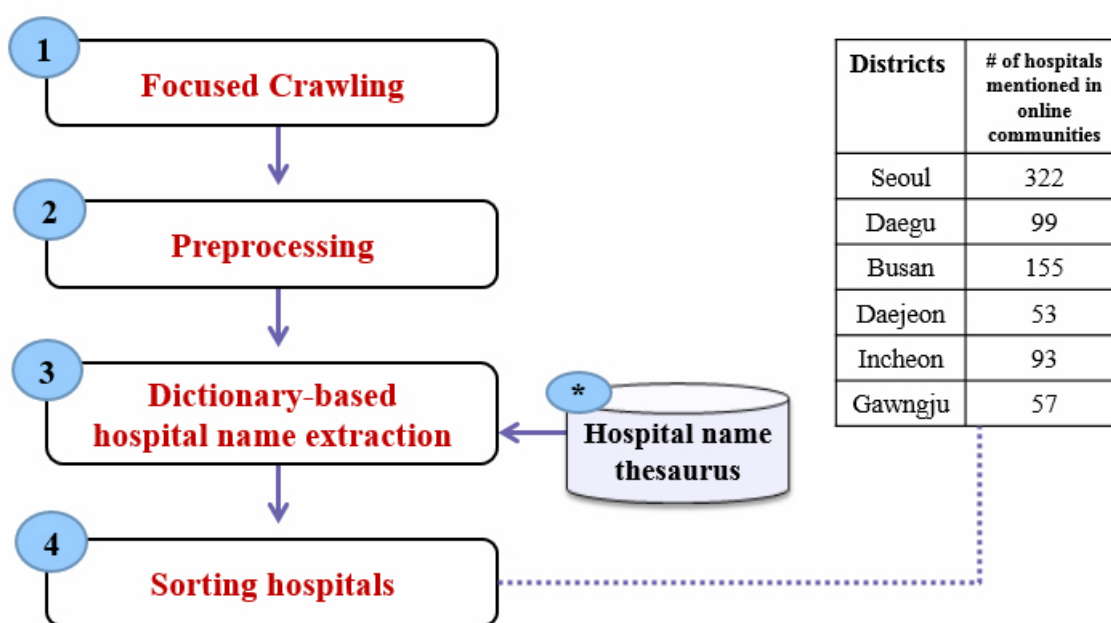 1
Focused Crawling
2
Preprocessing
3
Dictionary-based
hospital name extraction
*
Hospital name
thesaurus
4
Sorting hospitals
Districts
# of hospitals
mentioned in
online
communities
Seoul 322
Daegu 99
Busan 155
Daejeon 53
Incheon 93
Gawngju 57